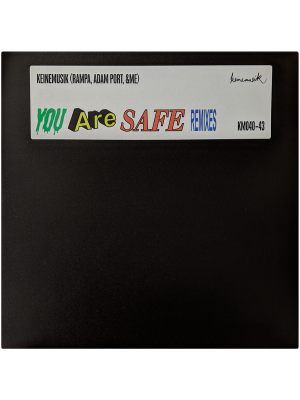 KEINEMUSIK (RAMPA, ADAM PORT, &ME)
keinemusik
YOU Are SAFE REMIXES
KM040-43